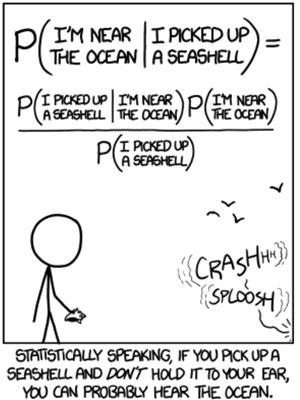 P(I'M NEAR THE OCEAN | I PICKED UP A SEASHELL) =
P(I PICKED UP A SEASHELL | I'M NEAR THE OCEAN) P(I'M NEAR THE OCEAN)
P(I PICKED UP A SEASHELL)
CRASHHHH
SPLOOSH
STATISTICALLY SPEAKING, IF YOU PICK UP A
SEASHELL AND DON'T HOLD IT TO YOUR EAR,
YOU CAN PROBABLY HEAR THE OCEAN.